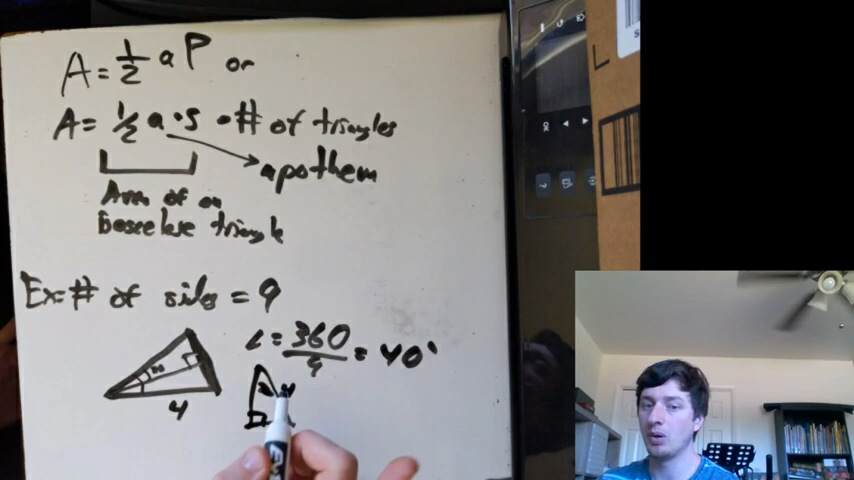 A = 1/2 a P or
A = 1/2 a · s · # of triangles
apothem
Area of an
Isosceles triangle
Ex: # of sides = 9
∠ = 360/9 = 40°
4